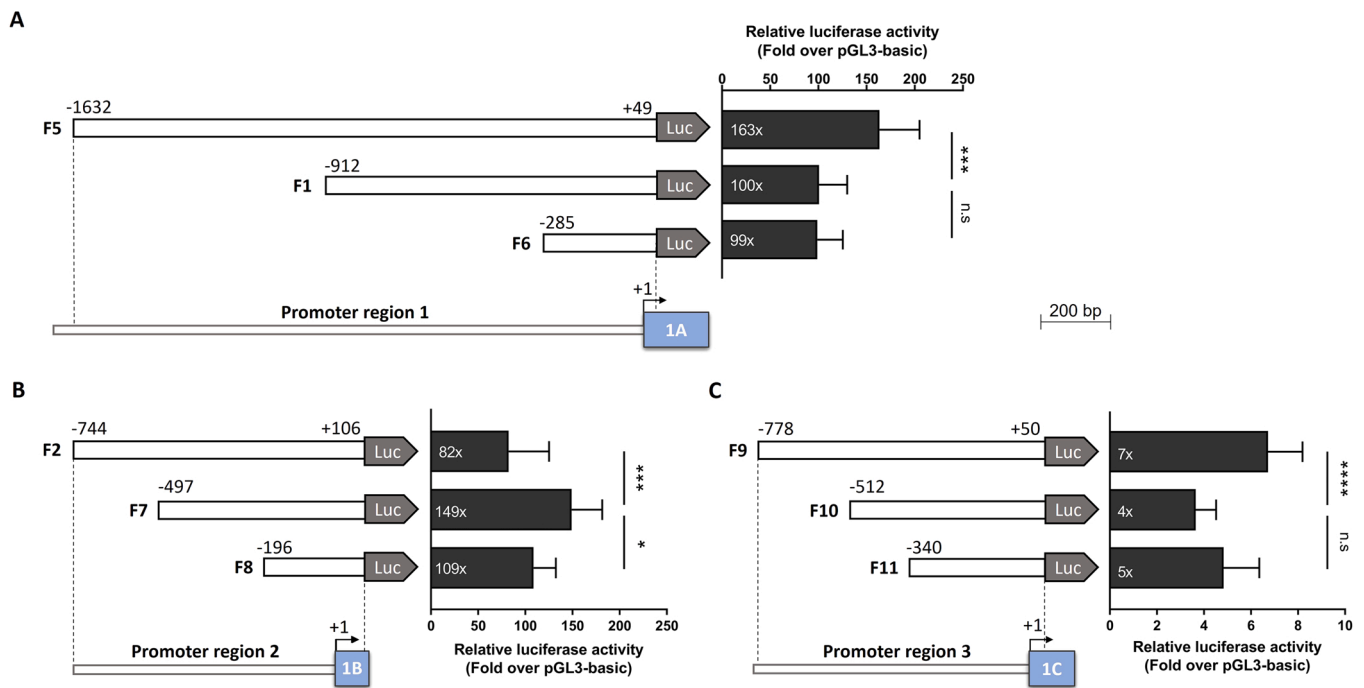 A
Relative luciferase activity
(Fold over pGL3-basic)
0 50 100 150 200 250
-1632 +49
F5 Luc 163x
***
-912
F1 Luc 100x
n.s
-285
F6 Luc 99x
+1
Promoter region 1
1A
200 bp
B
-744 +106
F2 Luc 82x
***
-497
F7 Luc 149x
*
-196
F8 Luc 109x
0 50 100 150 200 250
+1
Promoter region 2
1B
Relative luciferase activity
(Fold over pGL3-basic)
C
-778 +50
F9 Luc 7x
****
-512
F10 Luc 4x
n.s
-340
F11 Luc 5x
0 2 4 6 8 10
+1
Promoter region 3
1C
Relative luciferase activity
(Fold over pGL3-basic)